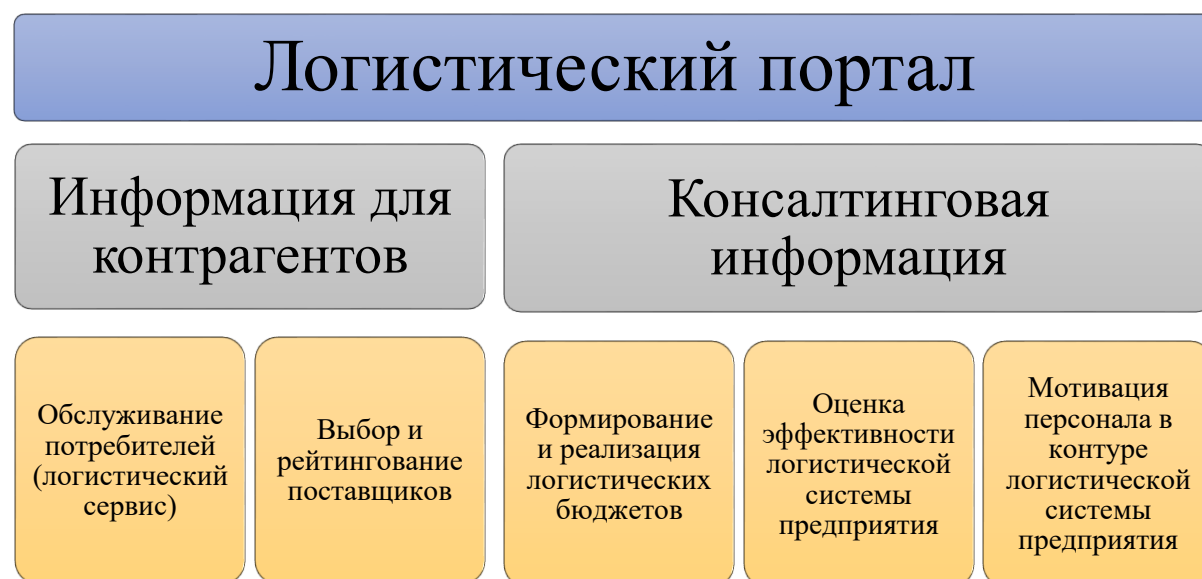 Логистический портал
Информация для
контрагентов
Консалтинговая
информация
Обслуживание
потребителей
(логистический
сервис)
Выбор и
рейтингование
поставщиков
Формирование
и реализация
логистических
бюджетов
Оценка
эффективности
логистической
системы
предприятия
Мотивация
персонала в
контуре
логистической
системы
предприятия